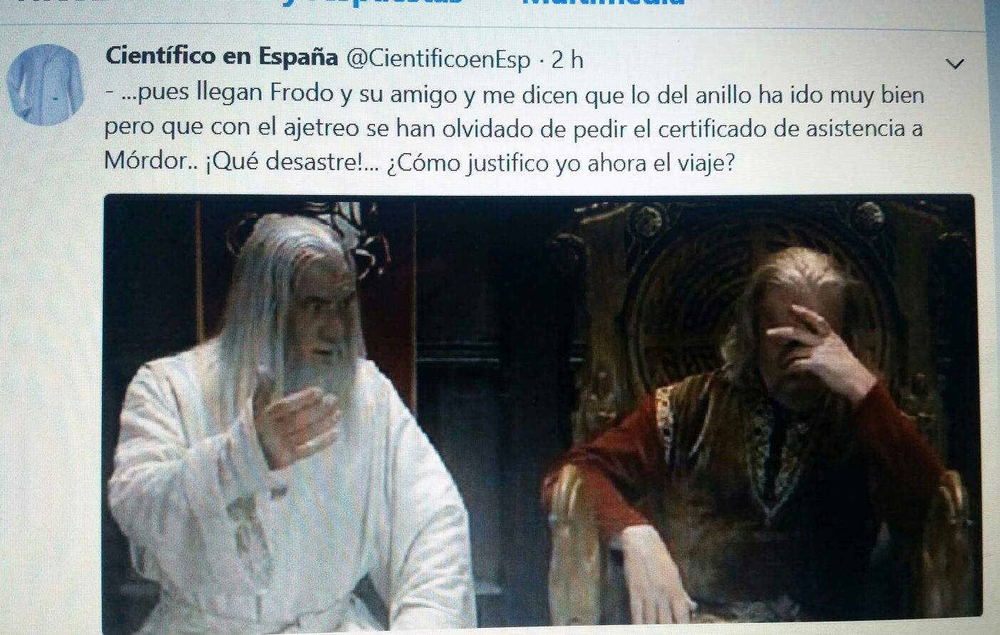 y respuestas Multimedia
Científico en España @CientificoenEsp · 2 h
- ...pues llegan Frodo y su amigo y me dicen que lo del anillo ha ido muy bien
pero que con el ajetreo se han olvidado de pedir el certificado de asistencia a
Mórdor.. ¡Qué desastre!... ¿Cómo justifico yo ahora el viaje?